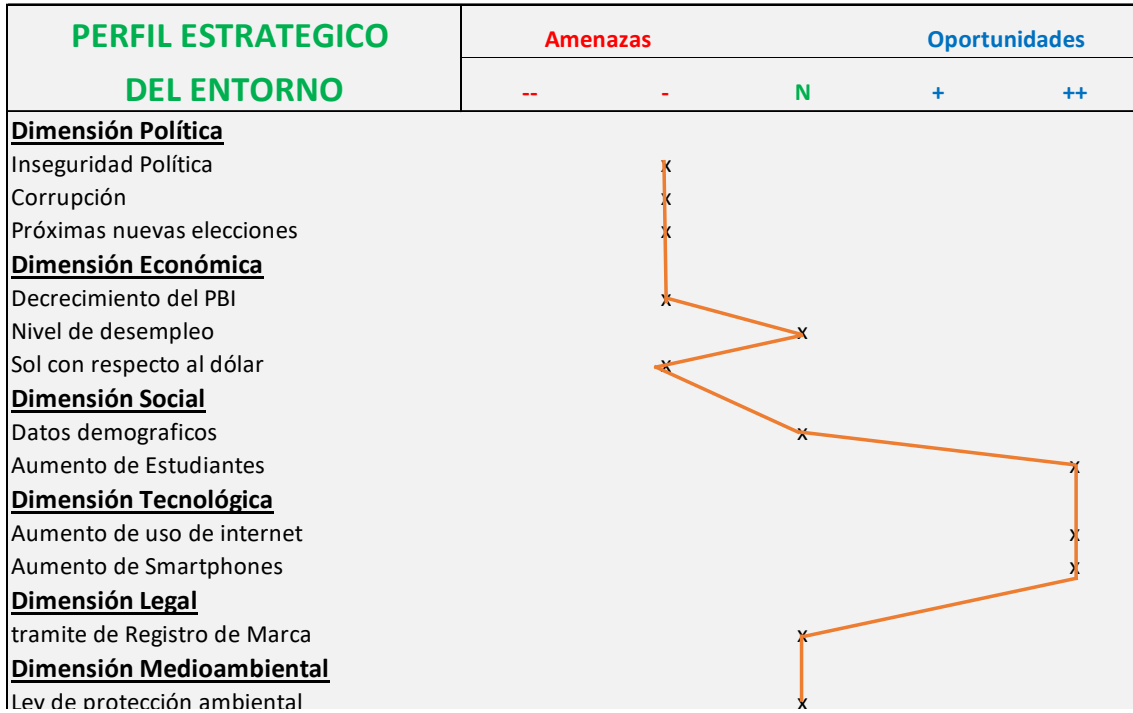 PERFIL ESTRATEGICO DEL ENTORNO
Amenazas Oportunidades
-- - N + ++
Dimensión Política
Inseguridad Política x
Corrupción x
Próximas nuevas elecciones x
Dimensión Económica
Decrecimiento del PBI x
Nivel de desempleo x
Sol con respecto al dólar x
Dimensión Social
Datos demograficos x
Aumento de Estudiantes x
Dimensión Tecnológica
Aumento de uso de internet x
Aumento de Smartphones x
Dimensión Legal
tramite de Registro de Marca x
Dimensión Medioambiental
Ley de protección ambiental x